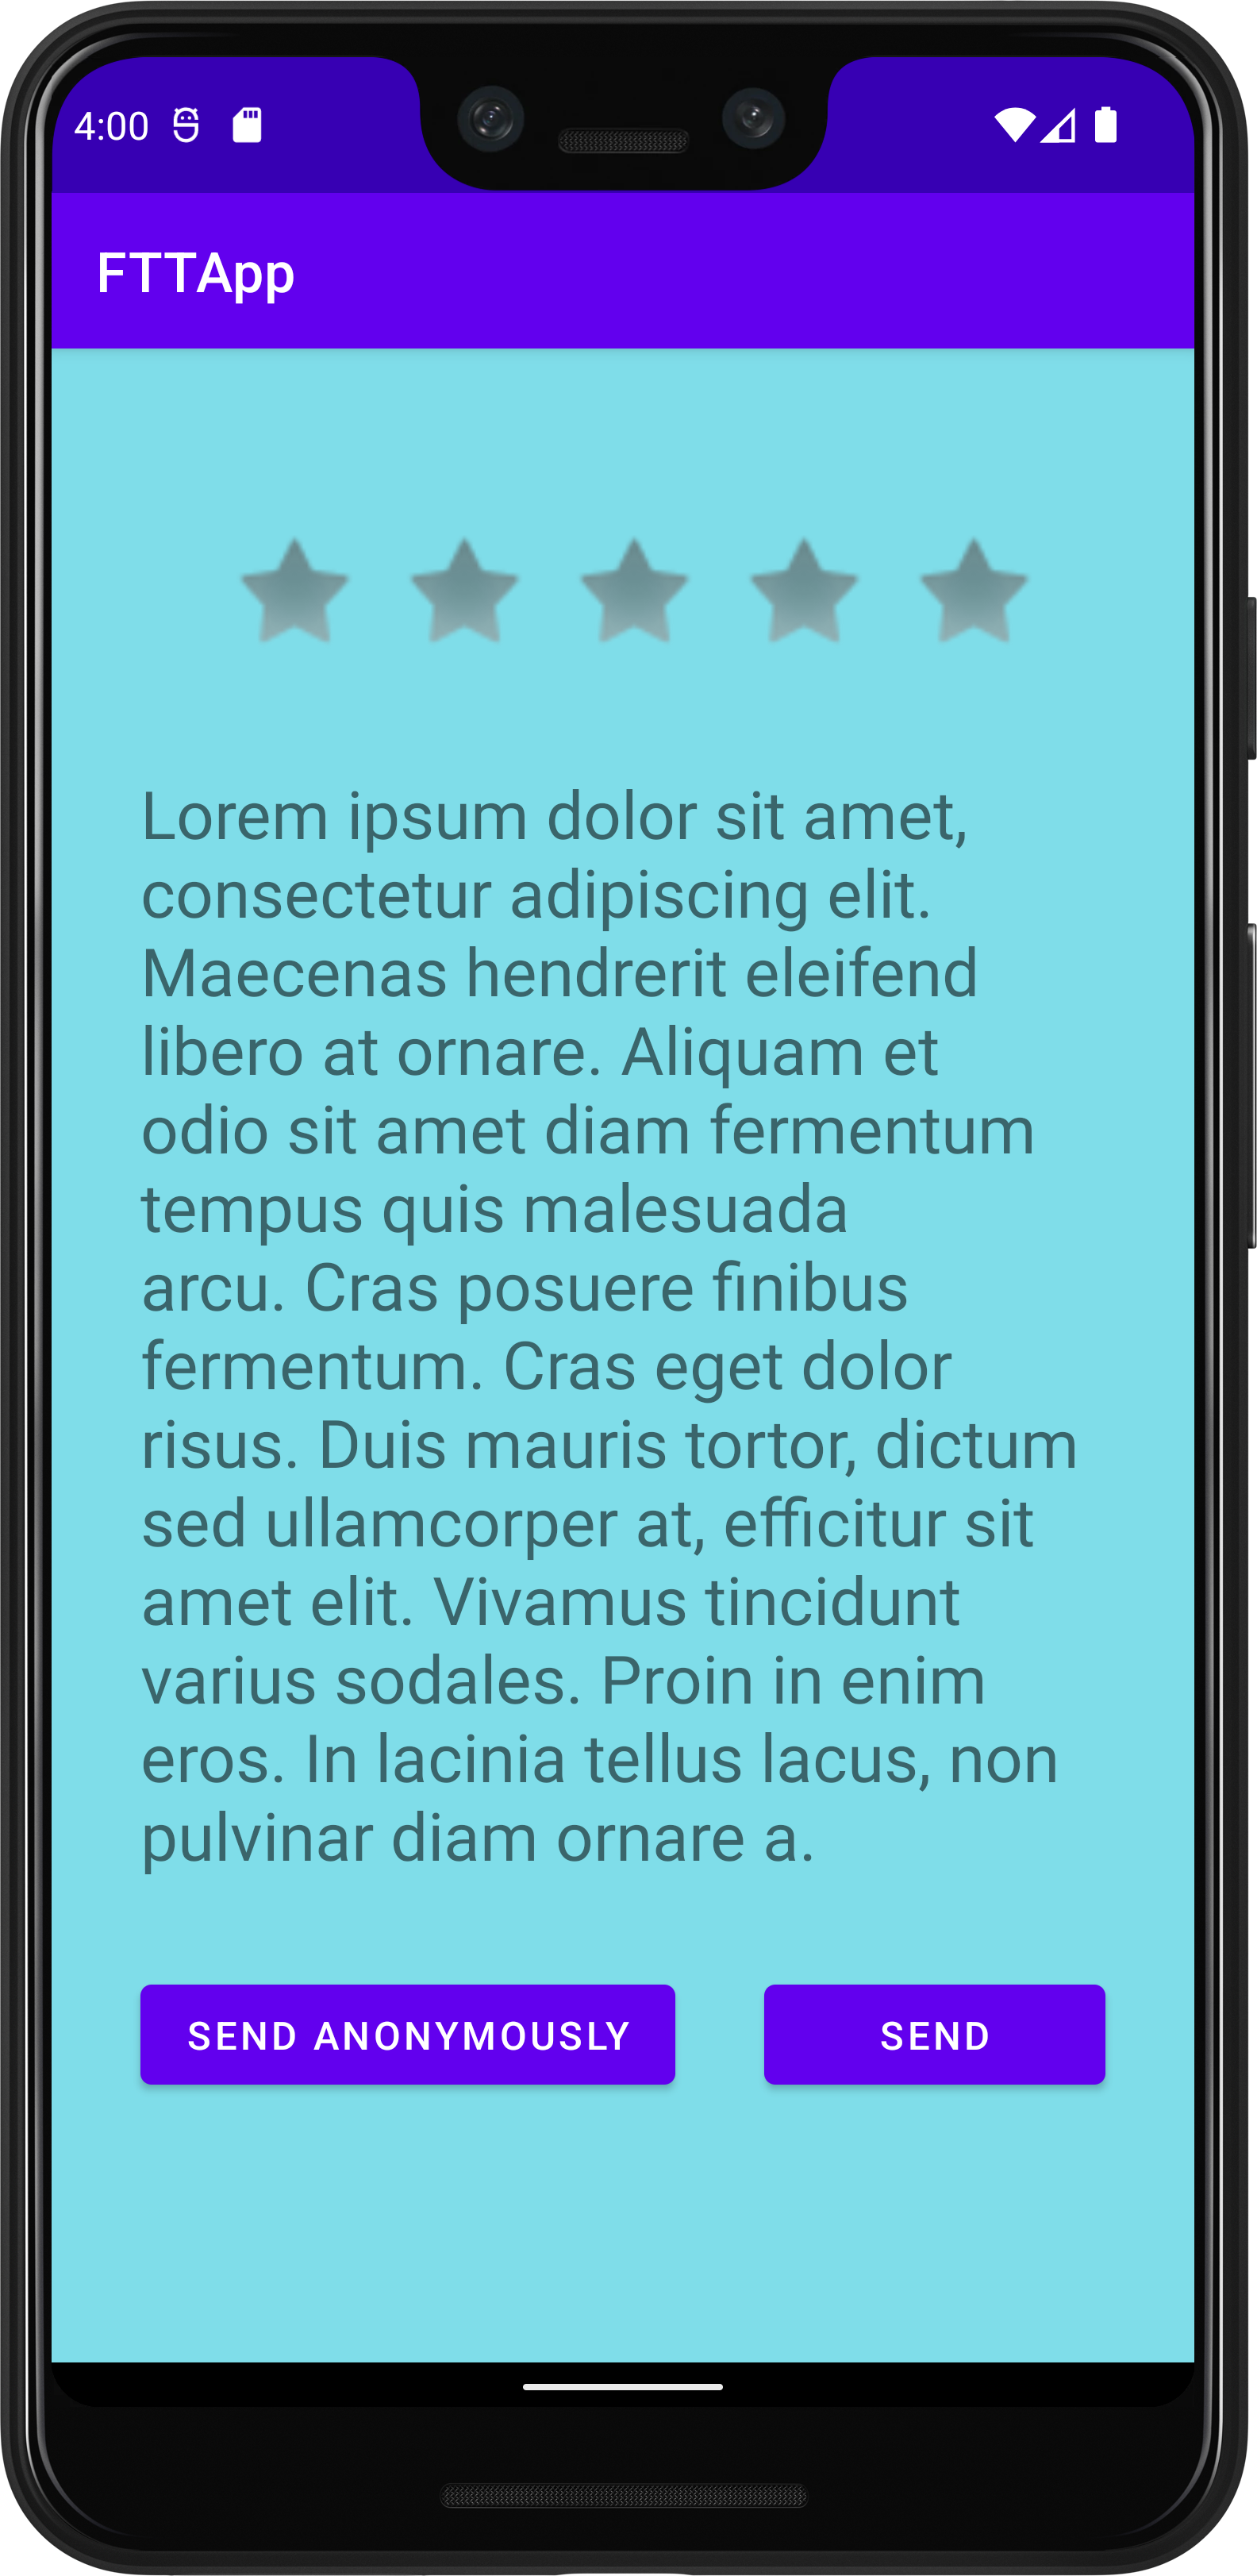 4:00
FTTApp
Lorem ipsum dolor sit amet,
consectetur adipiscing elit.
Maecenas hendrerit eleifend
libero at ornare. Aliquam et
odio sit amet diam fermentum
tempus quis malesuada
arcu. Cras posuere finibus
fermentum. Cras eget dolor
risus. Duis mauris tortor, dictum
sed ullamcorper at, efficitur sit
amet elit. Vivamus tincidunt
varius sodales. Proin in enim
eros. In lacinia tellus lacus, non
pulvinar diam ornare a.
SEND ANONYMOUSLY SEND